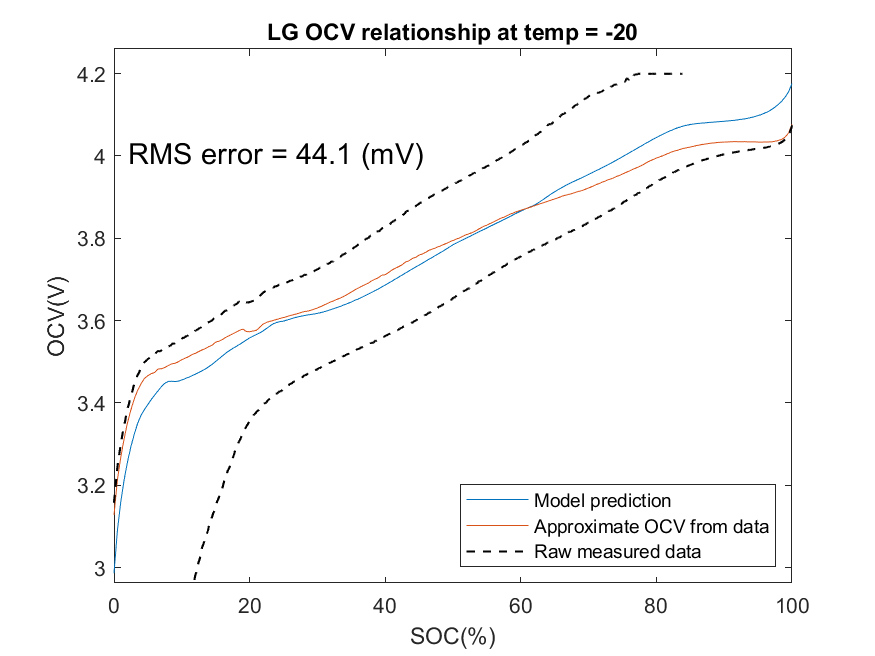 LG OCV relationship at temp = -20
4.2
4
3.8
3.6
3.4
3.2
3
OCV(V)
RMS error = 44.1 (mV)
Model prediction
Approximate OCV from data
Raw measured data
0 20 40 60 80 100
SOC(%)